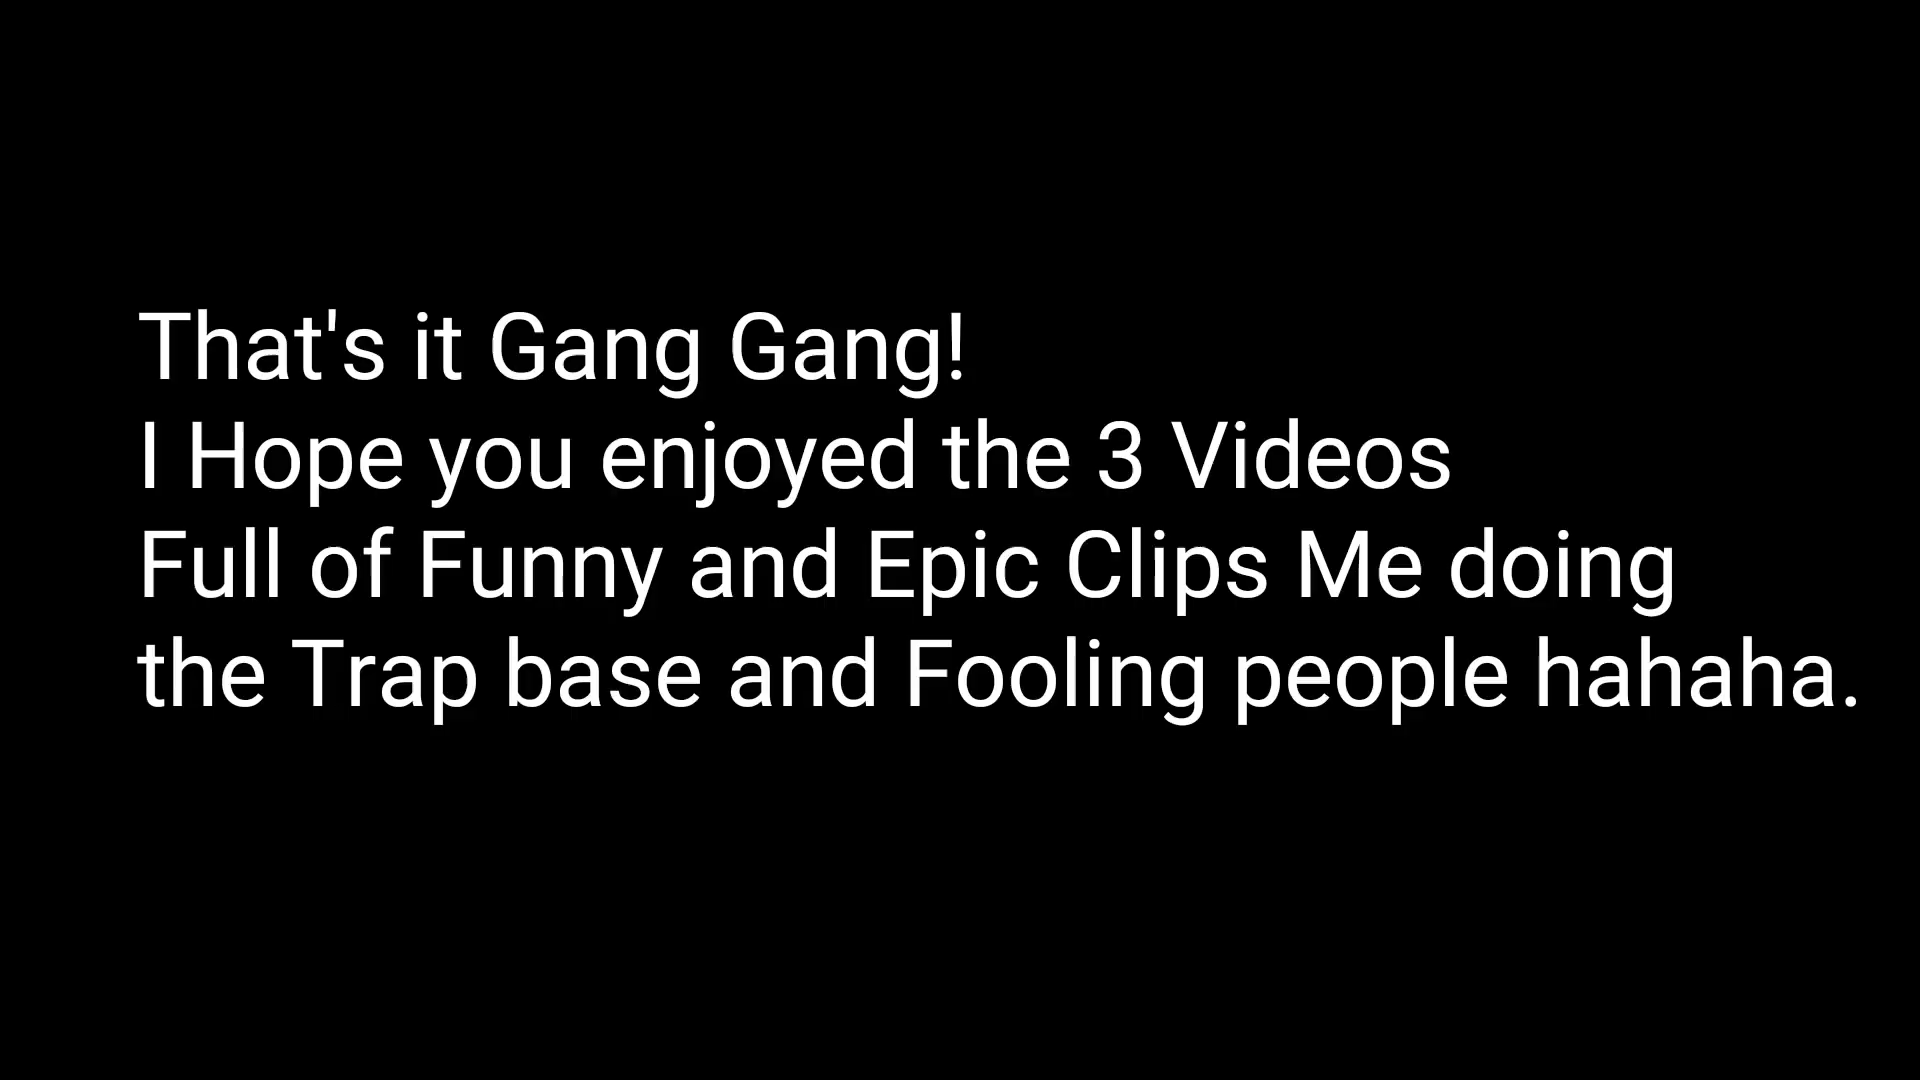 That's it Gang Gang!
I Hope you enjoyed the 3 Videos
Full of Funny and Epic Clips Me doing
the Trap base and Fooling people hahaha.